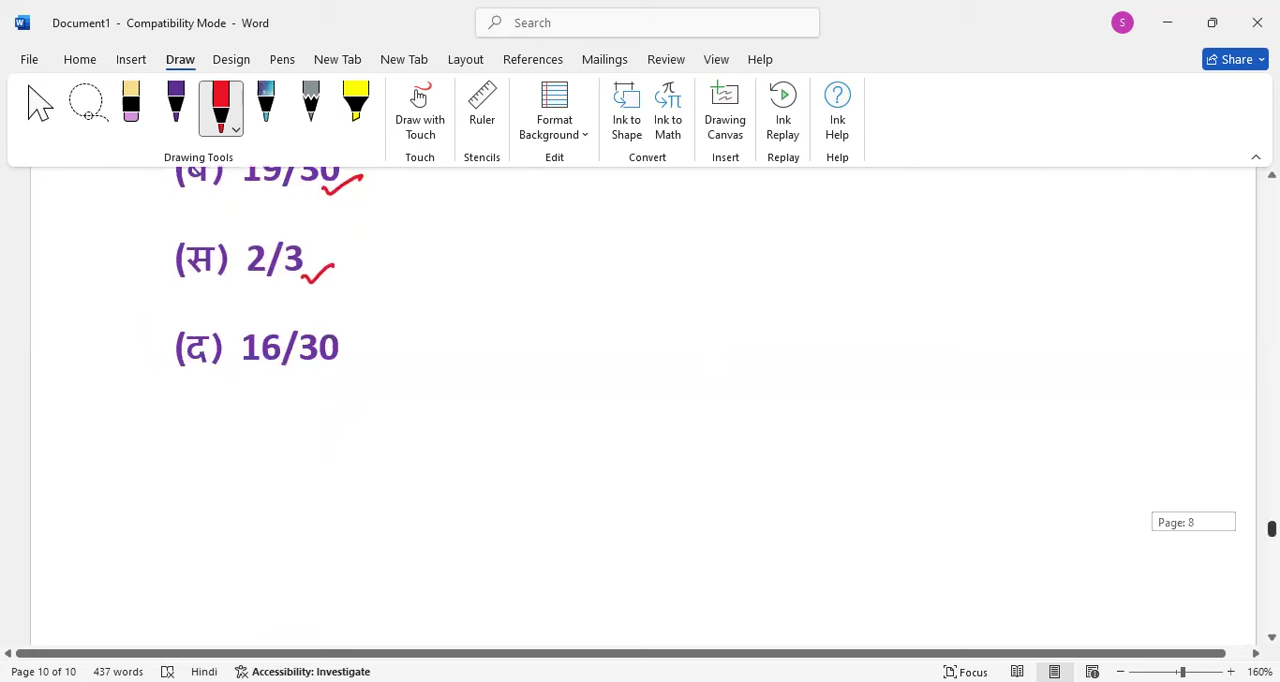 Document1 - Compatibility Mode - Word
Search
S
File Home Insert Draw Design Pens New Tab New Tab Layout References Mailings Review View Help
Share
Draw with Touch
Ruler
Format Background
Ink to Shape
Ink to Math
Drawing Canvas
Ink Replay
Ink Help
Drawing Tools Touch Stencils Edit Convert Insert Replay Help
(ब) 19/30
(स) 2/3
(द) 16/30
Page: 8
Page 10 of 10 437 words Hindi Accessibility: Investigate Focus 160%